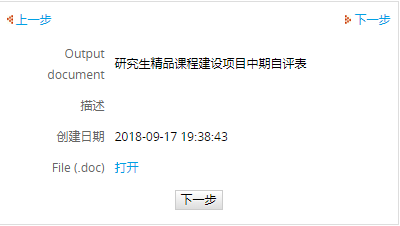 上一步 下一步
Output document 研究生精品课程建设项目中期自评表
描述
创建日期 2018-09-17 19:38:43
File (.doc) 打开
下一步